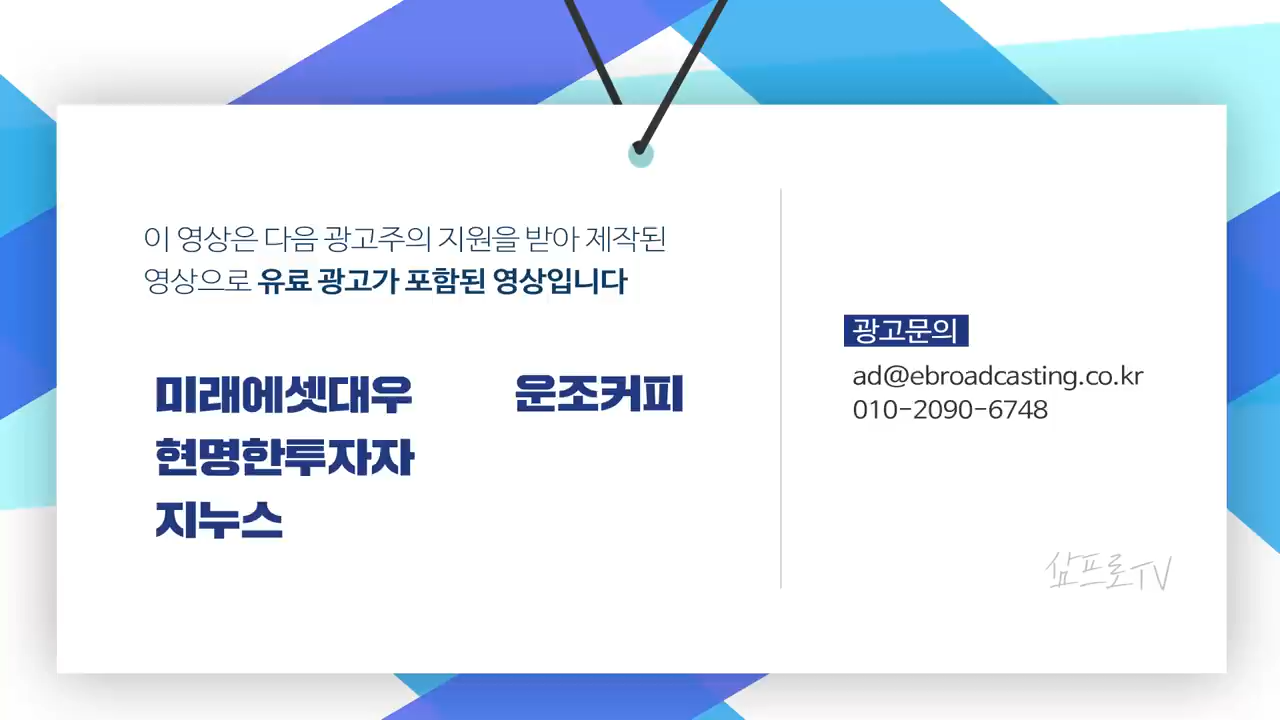 이 영상은 다음 광고주의 지원을 받아 제작된
영상으로 유료 광고가 포함된 영상입니다
미래에셋대우
현명한투자자
지누스
운조커피
광고문의
ad@ebroadcasting.co.kr
010-2090-6748
삼프로TV